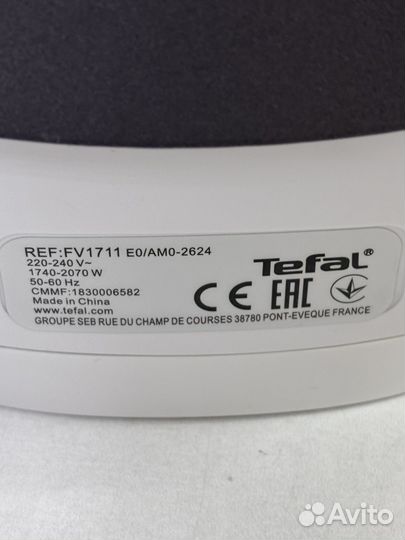 REF:FV1711 E0/AM0-2624
220-240 V~
1740-2070 W
50-60 Hz
CMMF:1830006582
Made in China
www.tefal.com
Tefal®
CE EAC
GROUPE SEB RUE DU CHAMP DE COURSES 38780 PONT-EVEQUE FRANCE
Avito